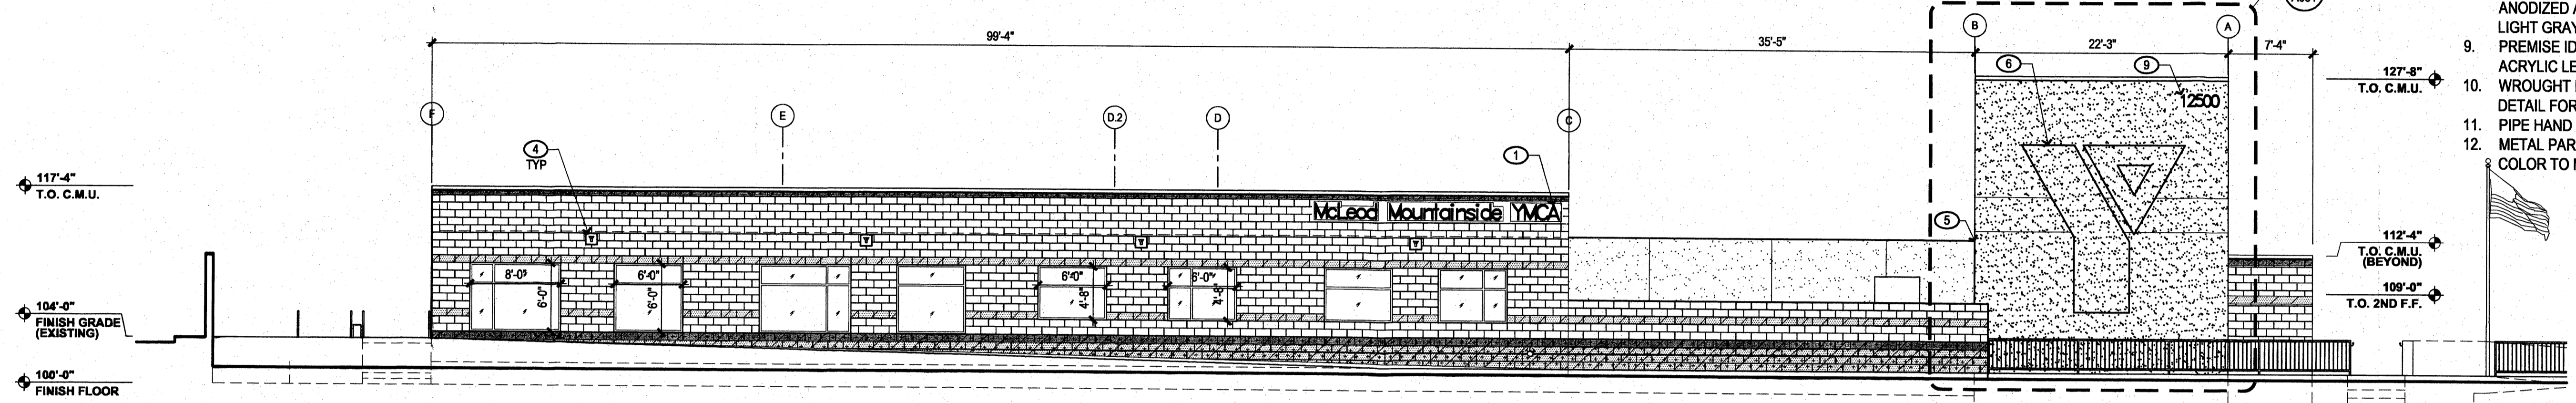 ANODIZED
LIGHT GRAY
9. PREMISE
ACRYLIC
10. WROUGHT
DETAIL FOR
11. PIPE HAND
12. METAL
COLOR TO
99'-4"
35'-5"
B
A
22'-3"
7'-4"
6
9
12500
127'-8"
T.O. C.M.U.
F
E
D.2
D
C
4
TYP
1
117'-4"
T.O. C.M.U.
McLeod Mountainside YMCA
5
112'-4"
T.O. C.M.U.
(BEYOND)
8'-0"
6'-0"
6'-0"
6'-0"
6'-0"
4'-8"
6'-0"
4'-8"
109'-0"
T.O. 2ND F.F.
104'-0"
FINISH GRADE
(EXISTING)
100'-0"
FINISH FLOOR